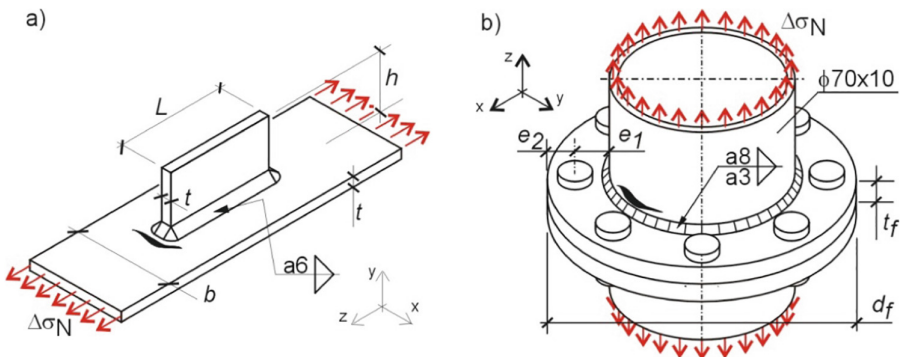 a)
L
h
t
t
b
a6
ΔσN
y
z
x
b)
ΔσN
z
x
y
ϕ70x10
e2
e1
a8
a3
tf
df